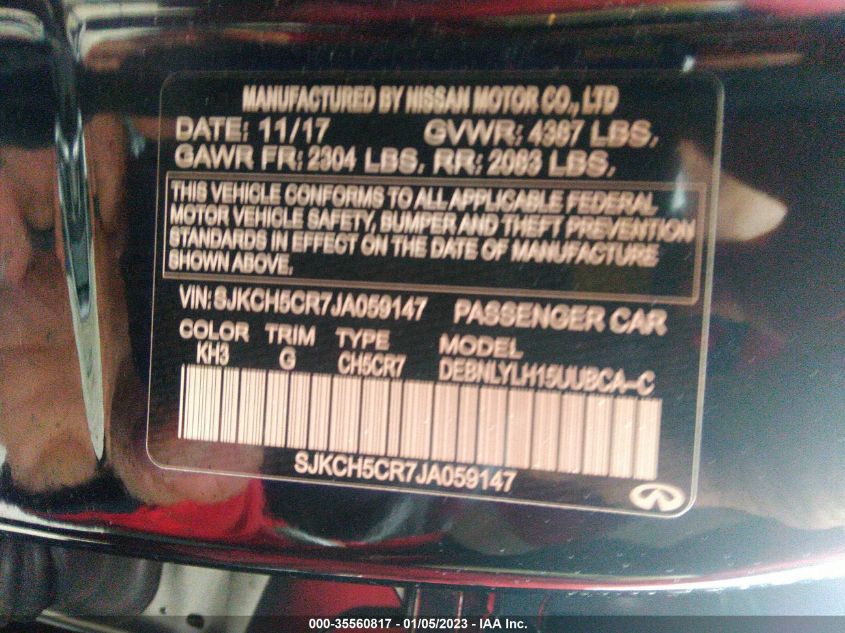 MANUFACTURED BY NISSAN MOTOR CO., LTD
DATE: 11/17 GVWR: 4387 LBS,
GAWR FR: 2304 LBS, RR: 2083 LBS,
THIS VEHICLE CONFORMS TO ALL APPLICABLE FEDERAL
MOTOR VEHICLE SAFETY, BUMPER AND THEFT PREVENTION
STANDARDS IN EFFECT ON THE DATE OF MANUFACTURE
SHOWN ABOVE,
VIN: SJKCH5CR7JA059147 PASSENGER CAR
COLOR TRIM TYPE MODEL
KH3 G CH5CR7 DEBNLYLH15UUBCA-C
SJKCH5CR7JA059147
000-35560817 - 01/05/2023 - IAA Inc.